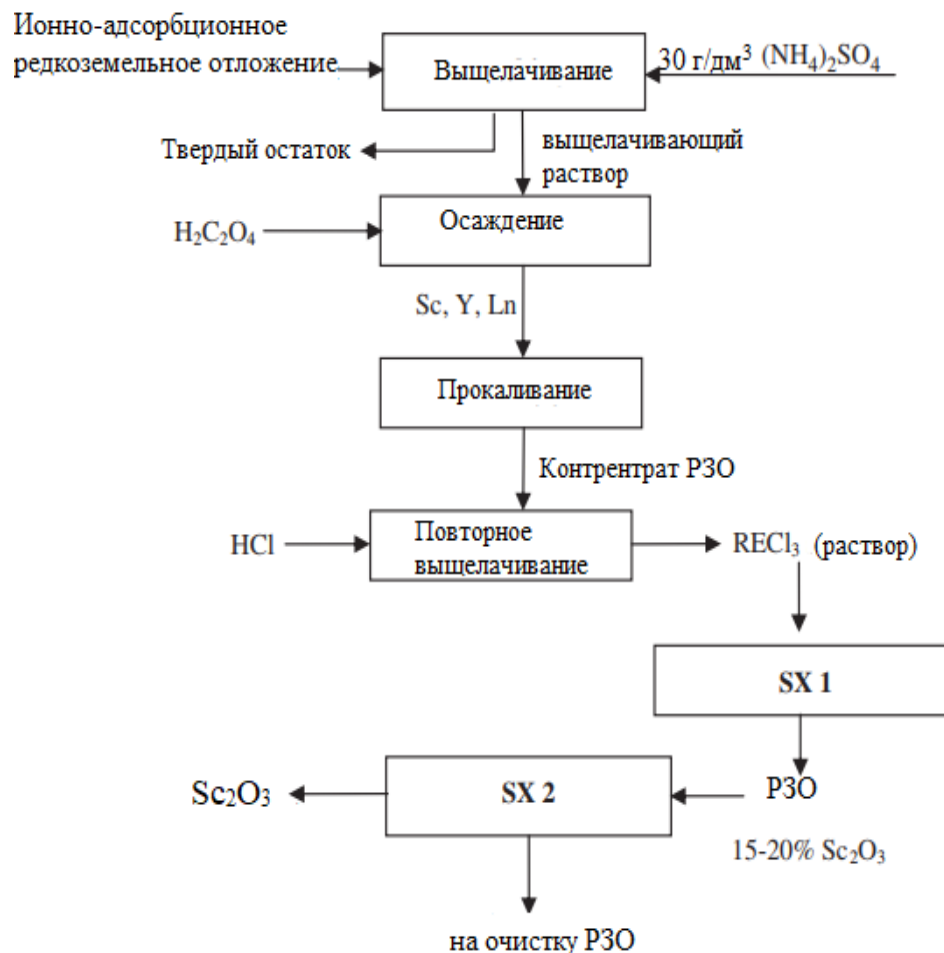 Ионно-адсорбционное
редкоземельное отложение
Выщелачивание
30 г/дм³ (NH₄)₂SO₄
Твердый остаток
выщелачивающий
раствор
H₂C₂O₄
Осаждение
Sc, Y, Ln
Прокаливание
Контрентрат РЗО
HCl
Повторное
выщелачивание
RECl₃ (раствор)
SX 1
Sc₂O₃
SX 2
РЗО
15-20% Sc₂O₃
на очистку РЗО